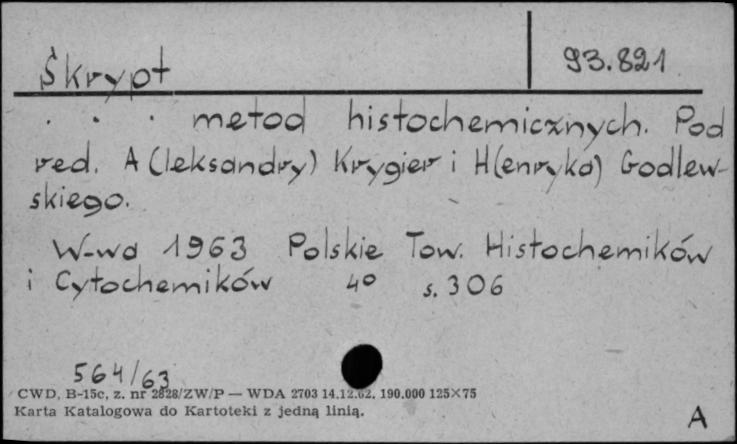 Skrypt 93.821
. . . metod histochemicznych. Pod
red. A(leksandry) Krygier i H(enryka) Godlew-
skiego.
W-wa 1963 Polskie Tow. Histochemików
i Cytochemików 4° s. 306
564/63
CWD, B-15c, z. nr 2828/ZW/P — WDA 2703 14.12.62. 190.000 125×75
Karta Katalogowa do Kartoteki z jedną linią.
A